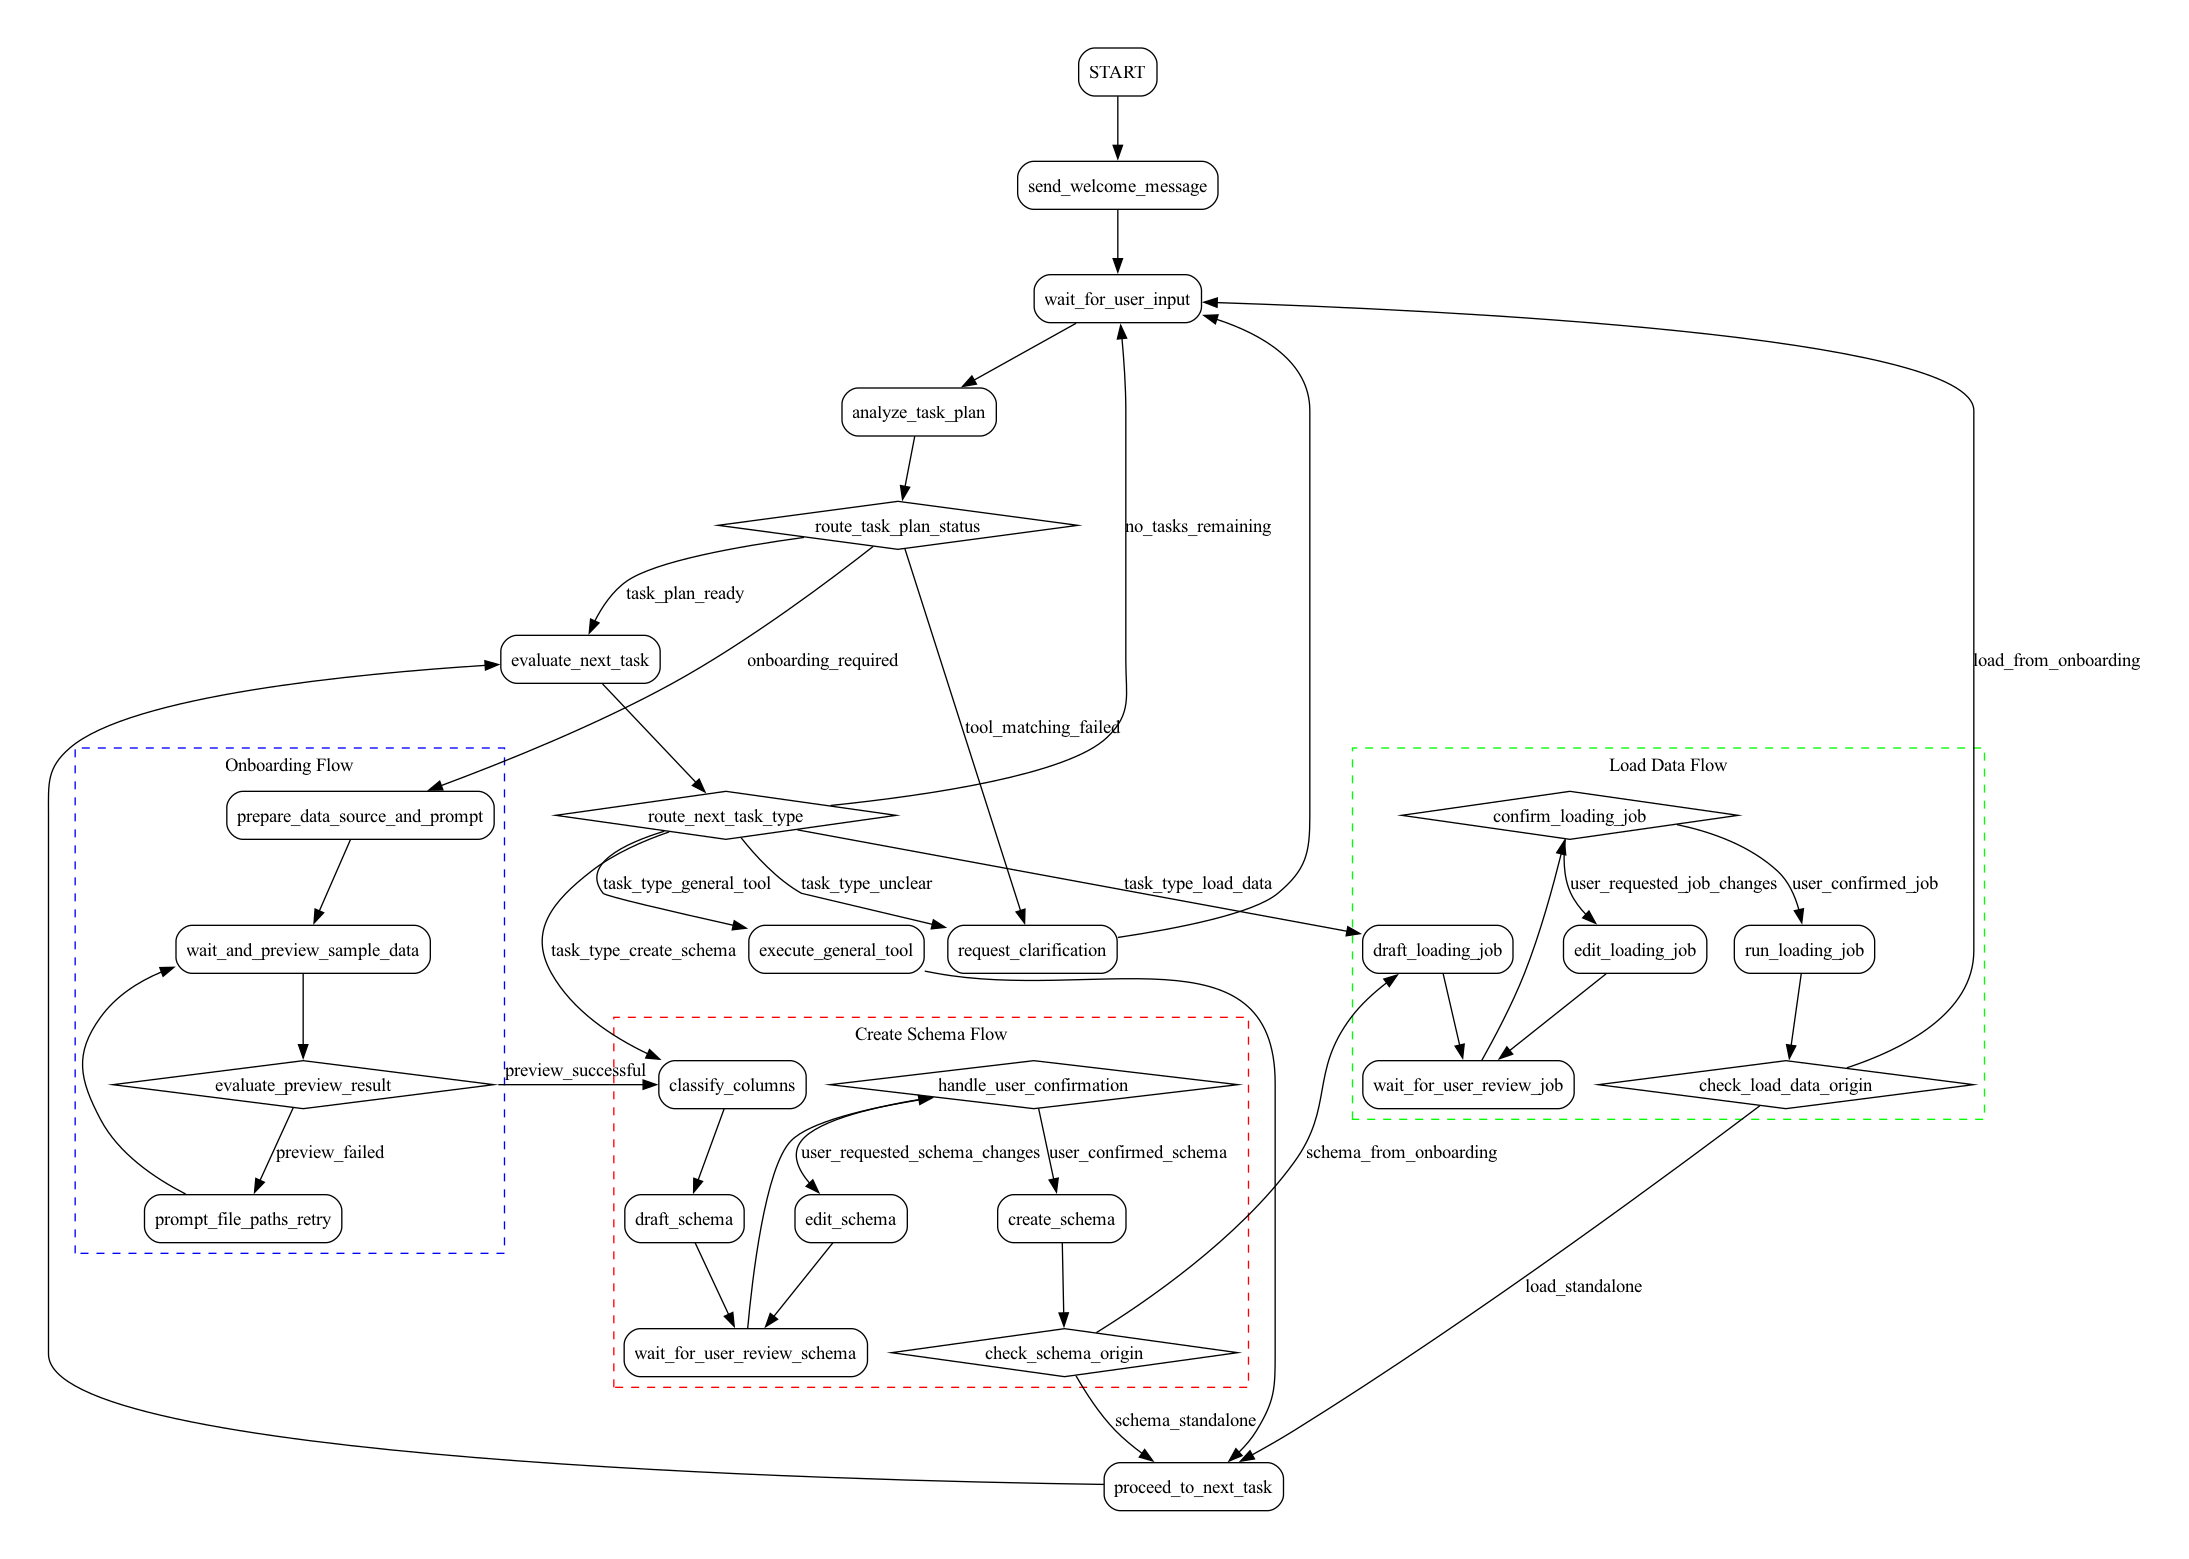 START
send_welcome_message
wait_for_user_input
analyze_task_plan
route_task_plan_status
no_tasks_remaining
task_plan_ready
evaluate_next_task
onboarding_required
load_from_onboarding
tool_matching_failed
Onboarding Flow
Load Data Flow
prepare_data_source_and_prompt
route_next_task_type
confirm_loading_job
task_type_general_tool
task_type_unclear
task_type_load_data
user_requested_job_changes
user_confirmed_job
wait_and_preview_sample_data
task_type_create_schema
execute_general_tool
request_clarification
draft_loading_job
edit_loading_job
run_loading_job
Create Schema Flow
evaluate_preview_result
preview_successful
classify_columns
handle_user_confirmation
wait_for_user_review_job
check_load_data_origin
preview_failed
user_requested_schema_changes
user_confirmed_schema
schema_from_onboarding
prompt_file_paths_retry
draft_schema
edit_schema
create_schema
load_standalone
wait_for_user_review_schema
check_schema_origin
schema_standalone
proceed_to_next_task